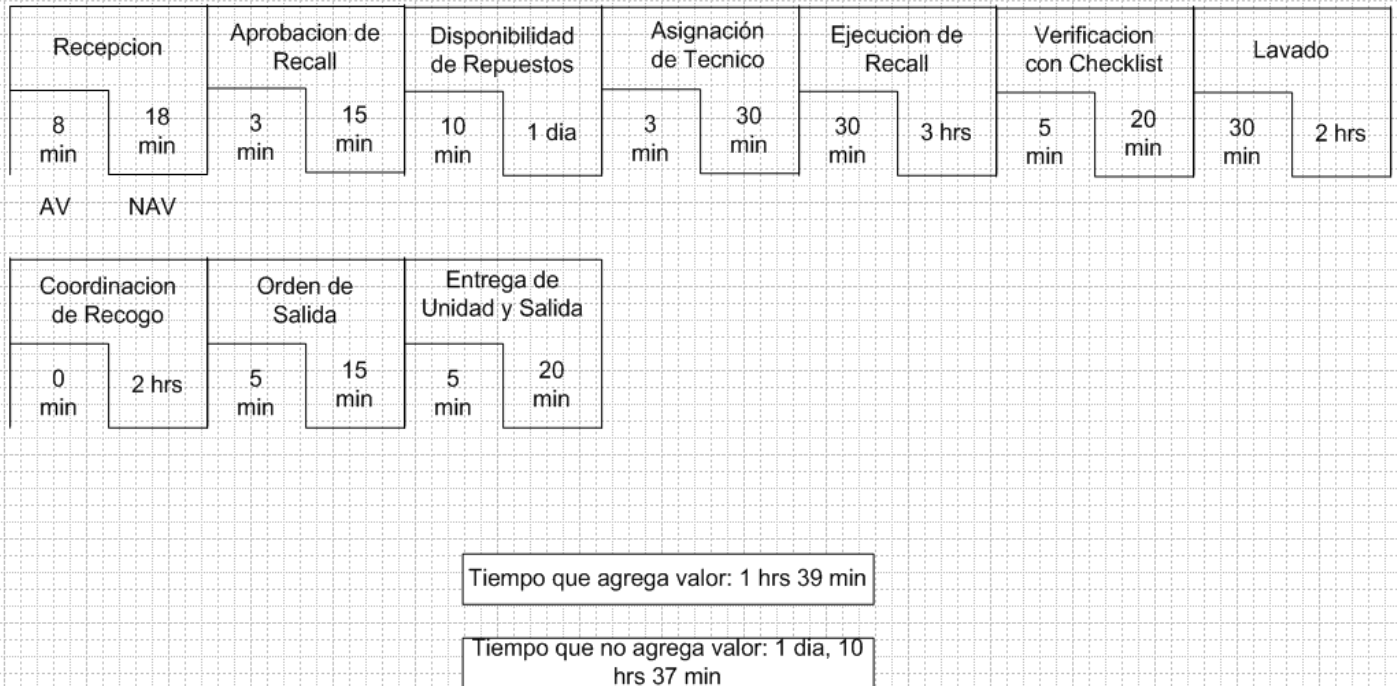 Recepcion
Aprobacion de
Recall
Disponibilidad
de Repuestos
Asignación
de Tecnico
Ejecucion de
Recall
Verificacion
con Checklist
Lavado
8
min
18
min
3
min
15
min
10
min
1 dia
3
min
30
min
30
min
3 hrs
5
min
20
min
30
min
2 hrs
AV
NAV
Coordinacion
de Recogo
Orden de
Salida
Entrega de
Unidad y Salida
0
min
2 hrs
5
min
15
min
5
min
20
min
Tiempo que agrega valor: 1 hrs 39 min
Tiempo que no agrega valor: 1 dia, 10
hrs 37 min